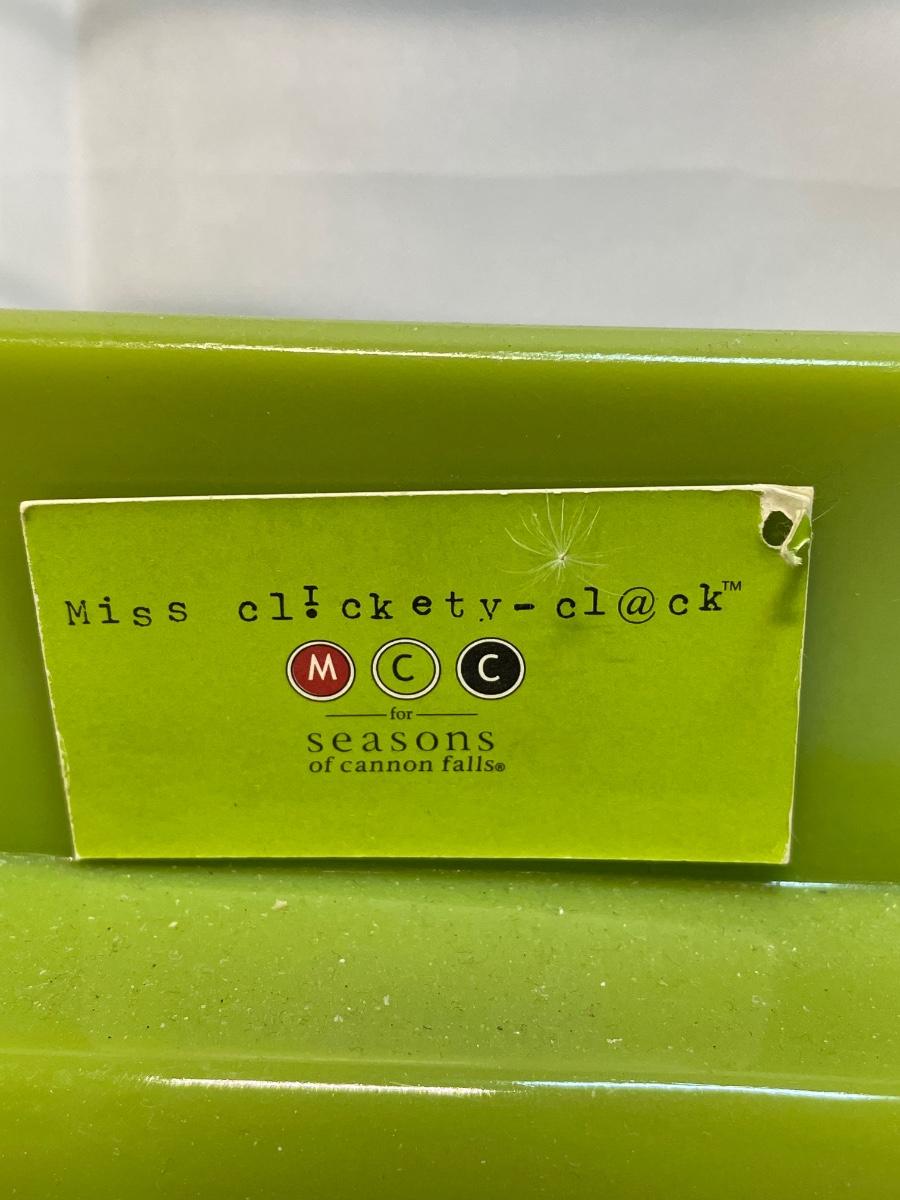 Miss cl!ckety-cl@ck™
M C C
for
seasons
of cannon falls®